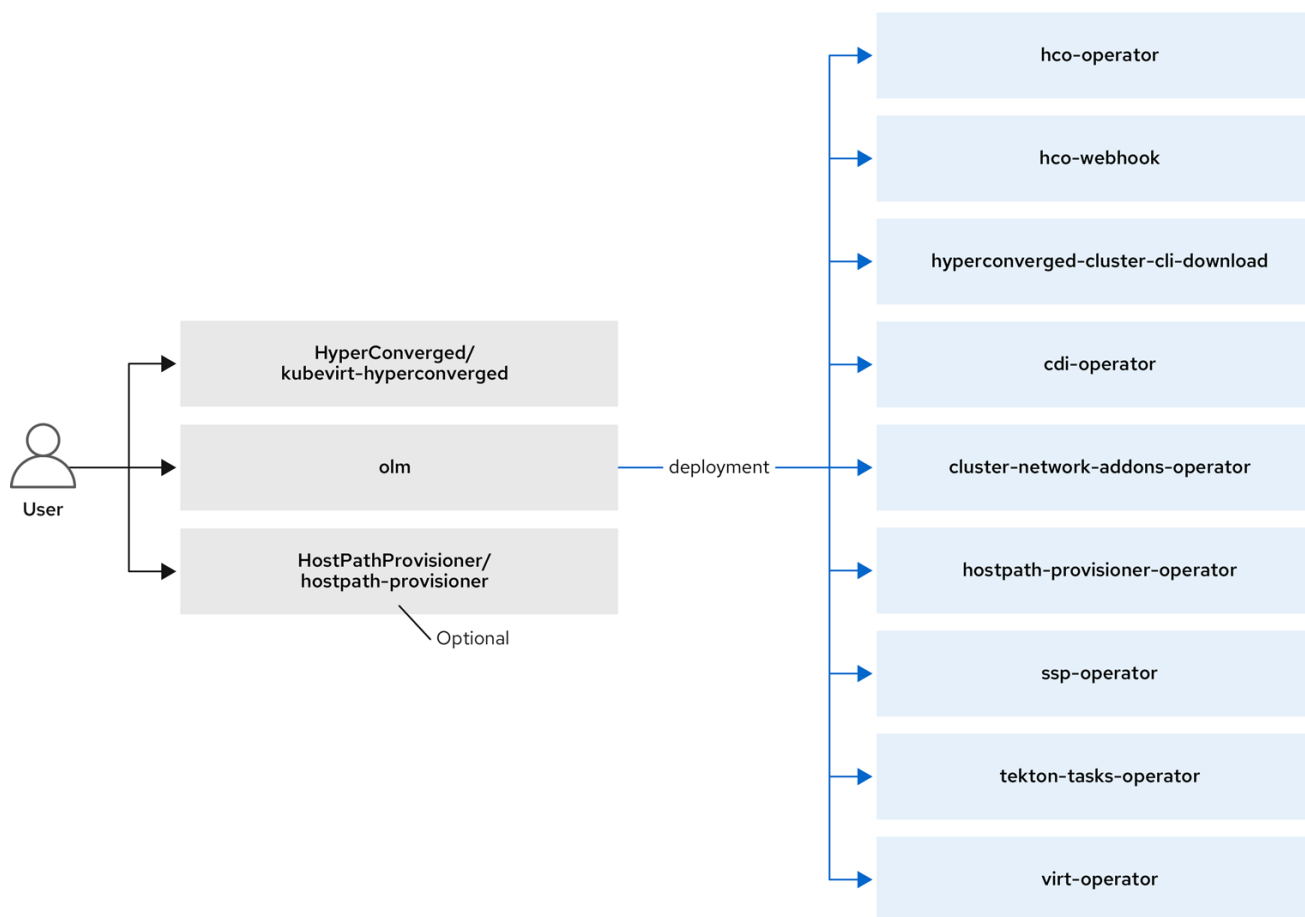 hco-operator
hco-webhook
hyperconverged-cluster-cli-download
HyperConverged/
kubevirt-hyperconverged
cdi-operator
olm
deployment
cluster-network-addons-operator
User
HostPathProvisioner/
hostpath-provisioner
hostpath-provisioner-operator
Optional
ssp-operator
tekton-tasks-operator
virt-operator